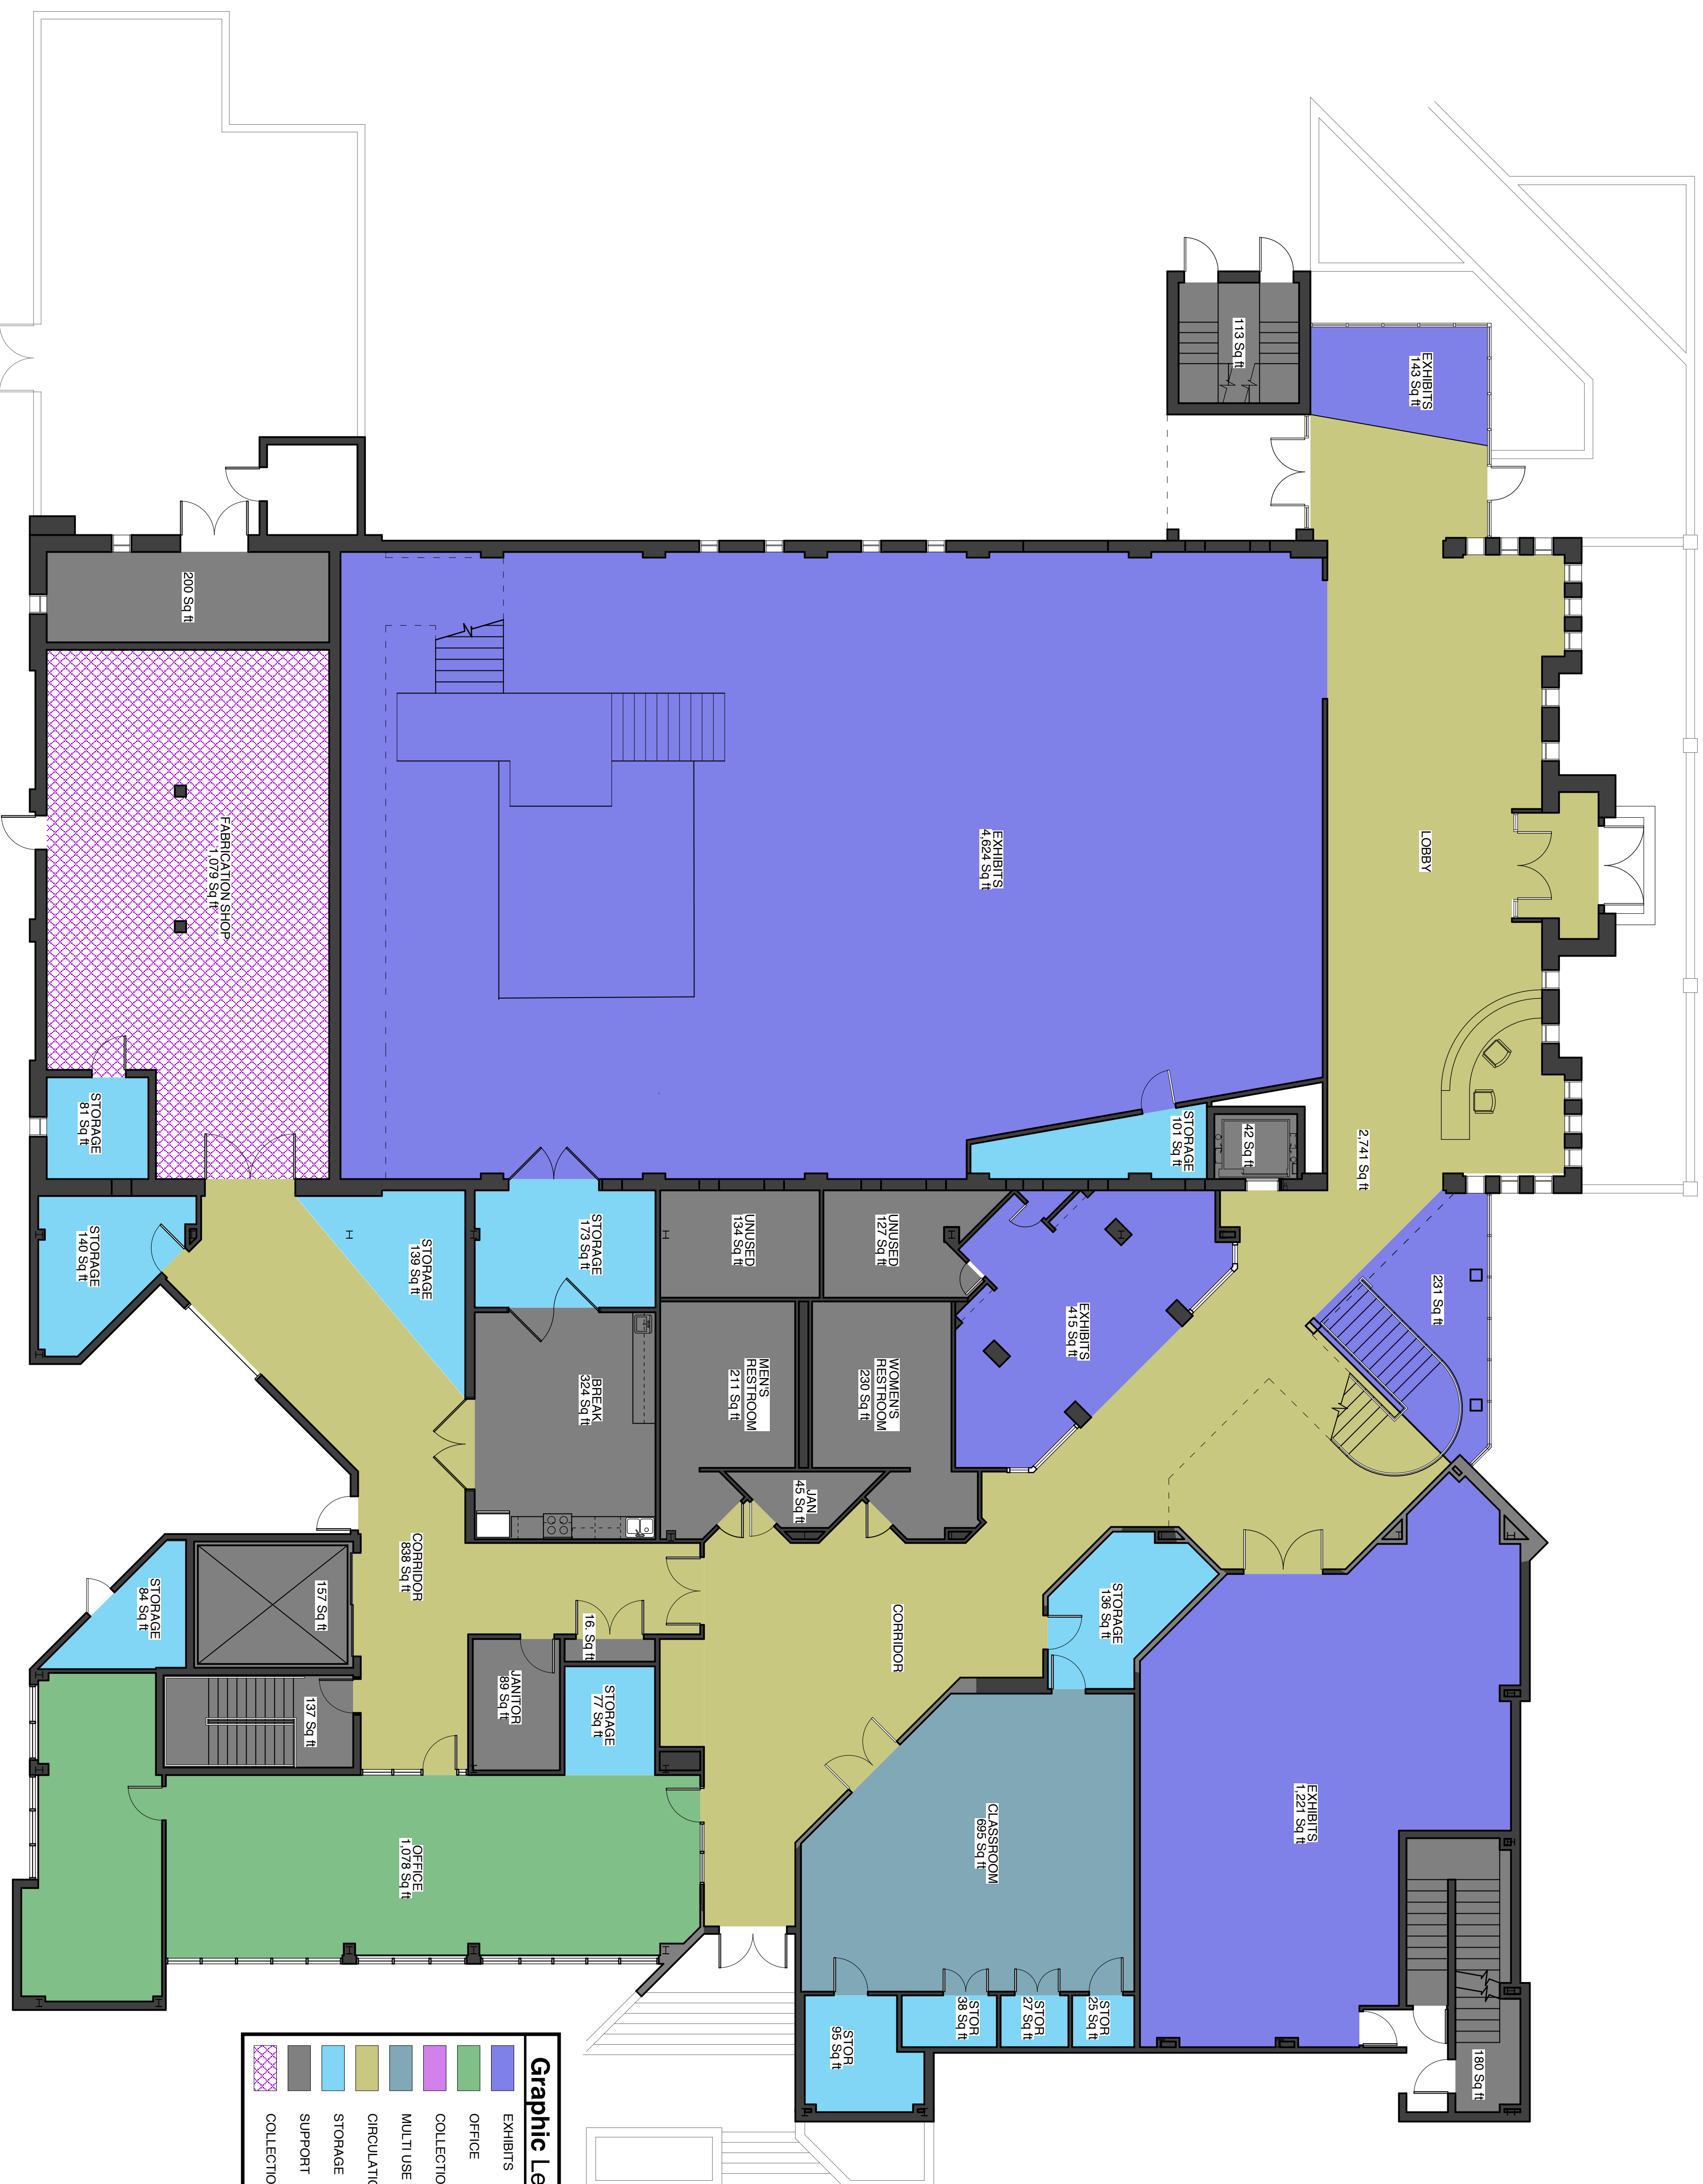 EXHIBITS
143 Sq ft
113 Sq ft
200 Sq ft
LOBBY
EXHIBITS
4,624 Sq ft
FABRICATION SHOP
1,079 Sq ft
2,741 Sq ft
STORAGE
101 Sq ft
42 Sq ft
STORAGE
81 Sq ft
231 Sq ft
EXHIBITS
415 Sq ft
UNUSED
127 Sq ft
UNUSED
134 Sq ft
STORAGE
173 Sq ft
STORAGE
139 Sq ft
STORAGE
140 Sq ft
WOMEN'S
RESTROOM
230 Sq ft
MEN'S
RESTROOM
211 Sq ft
BREAK
324 Sq ft
JAN
45 Sq ft
STORAGE
136 Sq ft
CORRIDOR
CORRIDOR
838 Sq ft
16. Sq ft
157 Sq ft
STORAGE
84 Sq ft
JANITOR
89 Sq ft
STORAGE
77 Sq ft
137 Sq ft
EXHIBITS
1,221 Sq ft
CLASSROOM
695 Sq ft
OFFICE
1,078 Sq ft
STOR
25 Sq ft
STOR
27 Sq ft
STOR
38 Sq ft
STOR
95 Sq ft
180 Sq ft
Graphic Le
EXHIBITS
OFFICE
COLLECTIO
MULTI USE
CIRCULATIO
STORAGE
SUPPORT
COLLECTIO